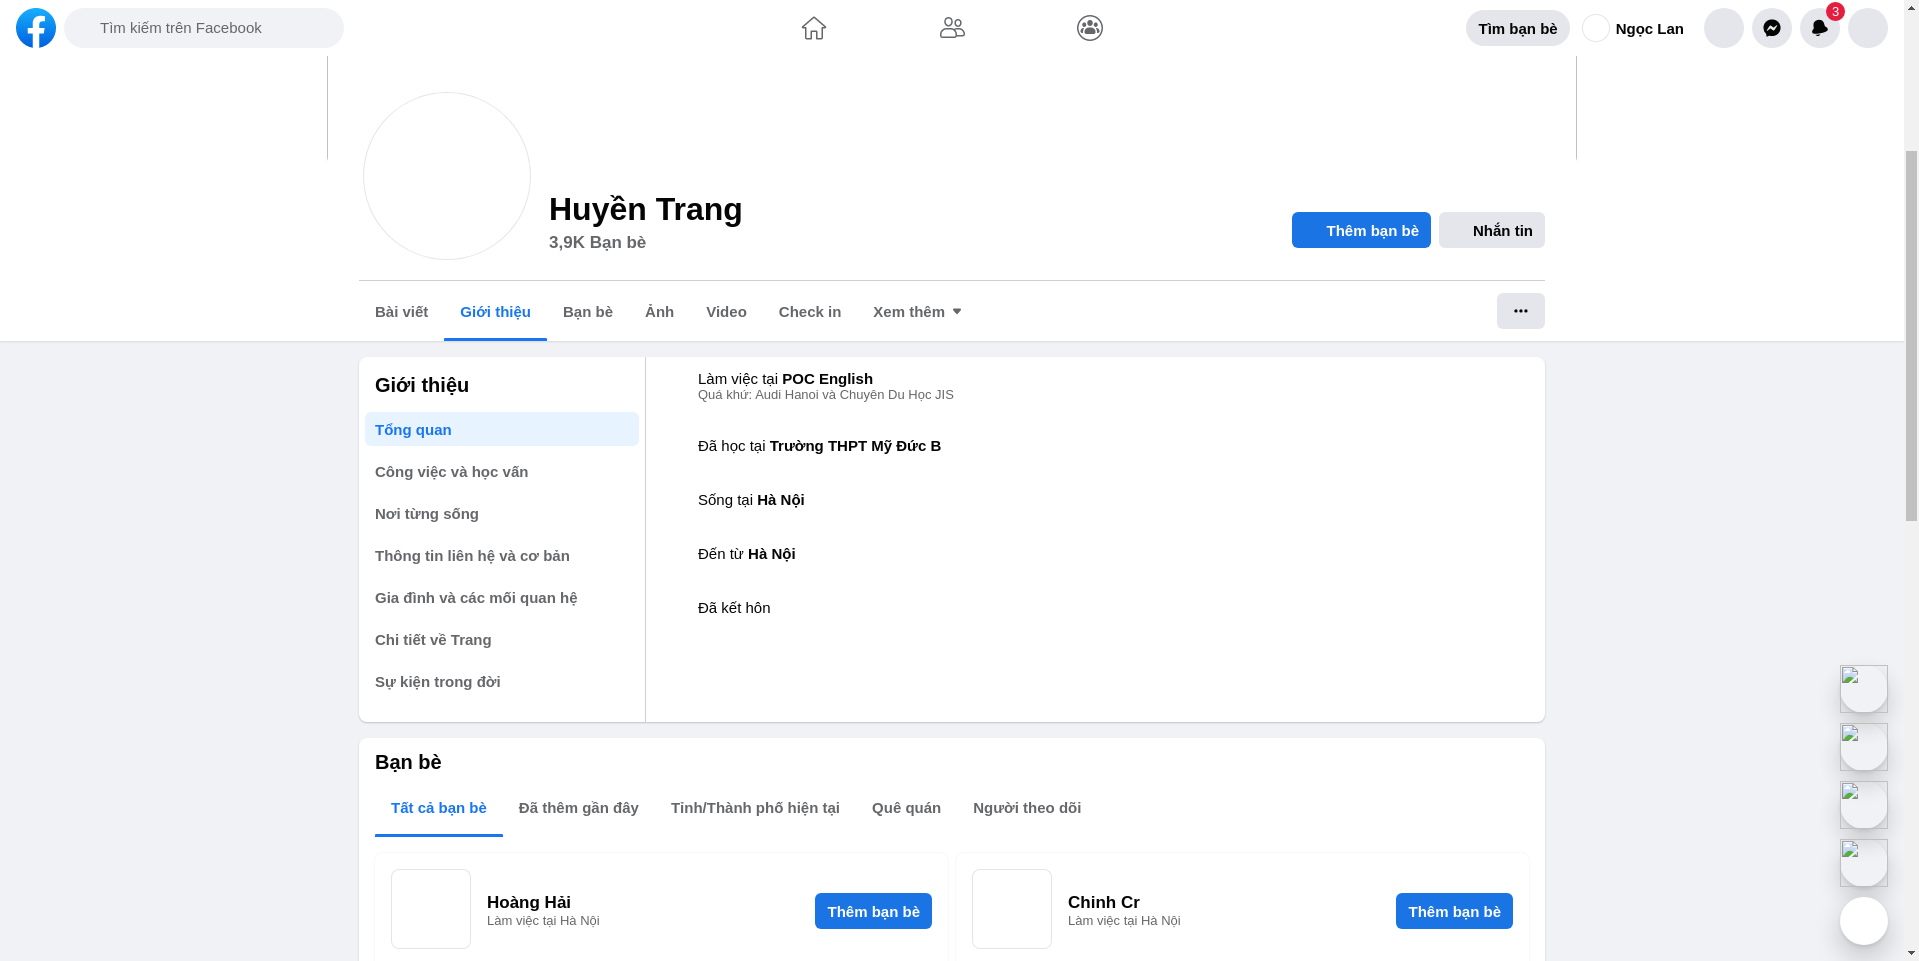 Tìm kiếm trên Facebook
Tìm bạn bè
Ngọc Lan
3
Huyền Trang
3,9K Bạn bè
Thêm bạn bè
Nhắn tin
Bài viết
Giới thiệu
Bạn bè
Ảnh
Video
Check in
Xem thêm
Giới thiệu
Tổng quan
Công việc và học vấn
Nơi từng sống
Thông tin liên hệ và cơ bản
Gia đình và các mối quan hệ
Chi tiết về Trang
Sự kiện trong đời
Làm việc tại POC English
Quá khứ: Audi Hanoi và Chuyên Du Học JIS
Đã học tại Trường THPT Mỹ Đức B
Sống tại Hà Nội
Đến từ Hà Nội
Đã kết hôn
Bạn bè
Tất cả bạn bè
Đã thêm gần đây
Tỉnh/Thành phố hiện tại
Quê quán
Người theo dõi
Hoàng Hải
Làm việc tại Hà Nội
Thêm bạn bè
Chinh Cr
Làm việc tại Hà Nội
Thêm bạn bè